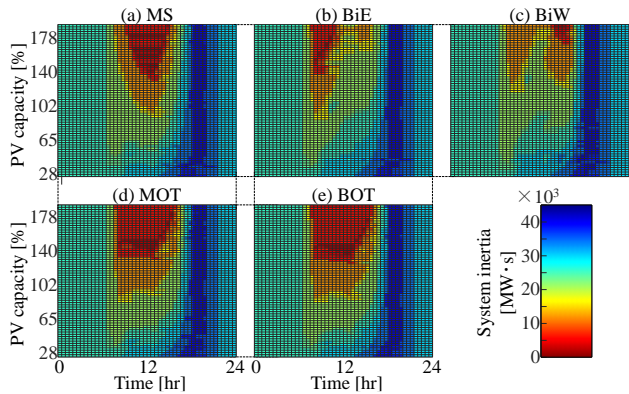 (a) MS (b) BiE (c) BiW
PV capacity [%]
178
140
102
65
28
(d) MOT (e) BOT
PV capacity [%]
178
140
102
65
28
0 12 24 0 12 24
Time [hr] Time [hr]
×10³
System inertia
[MW·s]
40
30
20
10
0